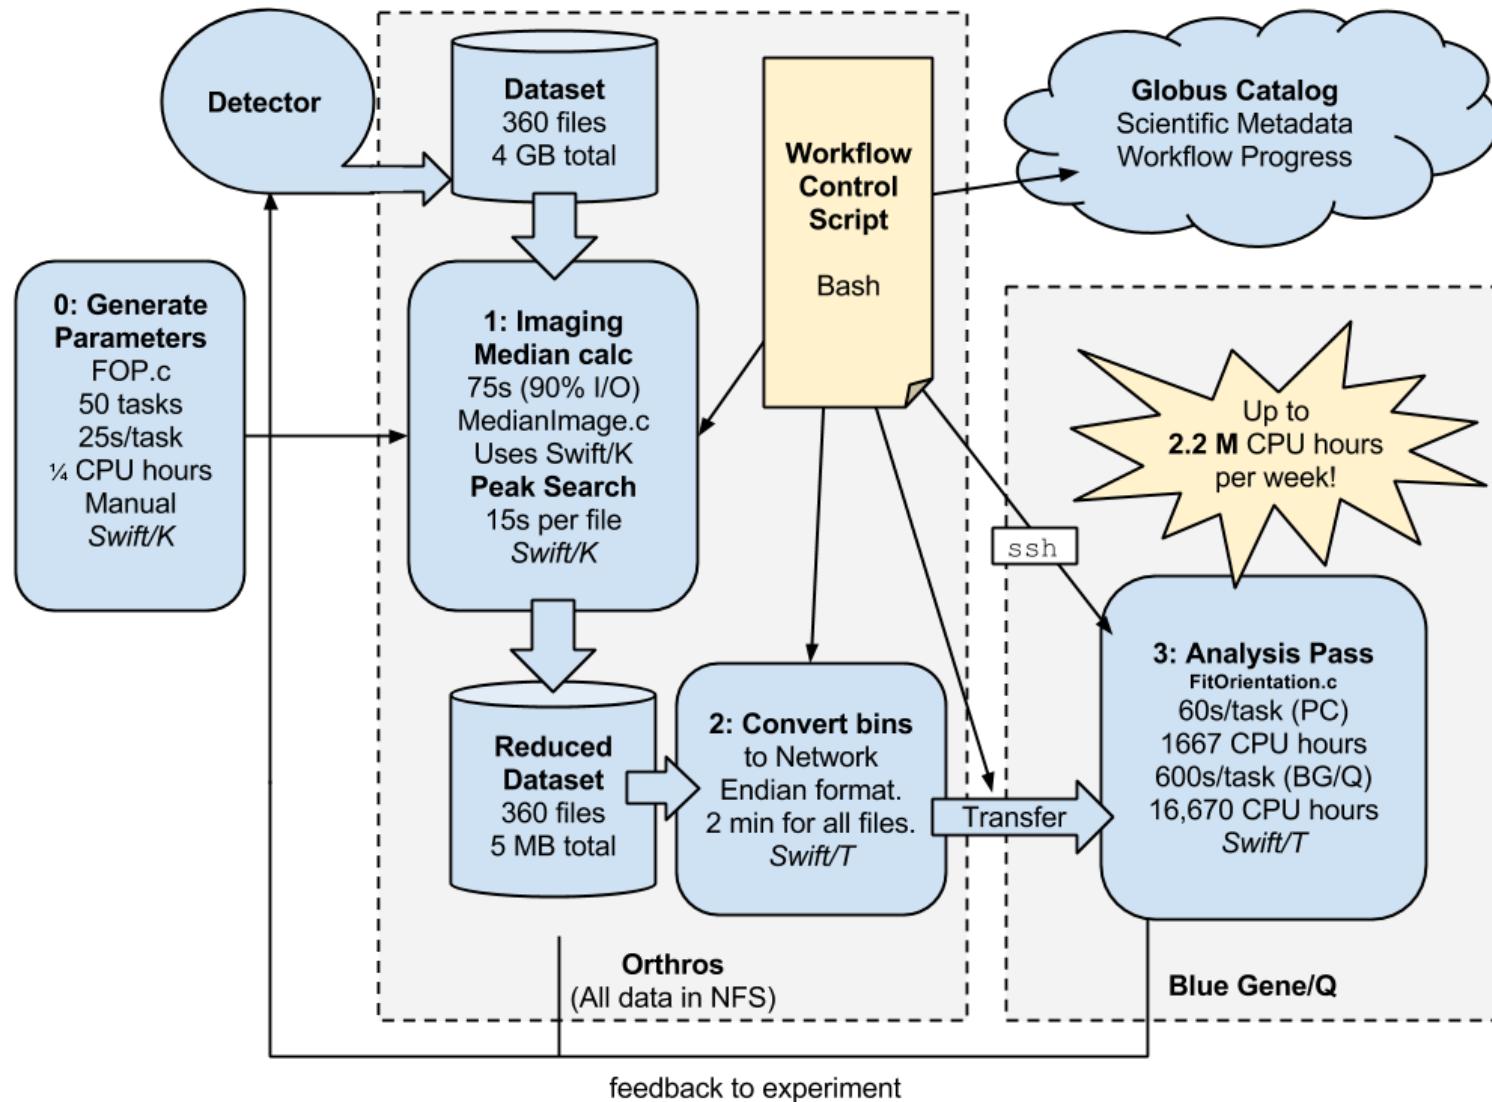 Detector
Dataset
360 files
4 GB total
Workflow
Control
Script
Bash
Globus Catalog
Scientific Metadata
Workflow Progress
0: Generate
Parameters
FOP.c
50 tasks
25s/task
¼ CPU hours
Manual
Swift/K
1: Imaging
Median calc
75s (90% I/O)
MedianImage.c
Uses Swift/K
Peak Search
15s per file
Swift/K
Up to
2.2 M CPU hours
per week!
ssh
Reduced
Dataset
360 files
5 MB total
2: Convert bins
to Network
Endian format.
2 min for all files.
Swift/T
Transfer
3: Analysis Pass
FitOrientation.c
60s/task (PC)
1667 CPU hours
600s/task (BG/Q)
16,670 CPU hours
Swift/T
Orthros
(All data in NFS)
Blue Gene/Q
feedback to experiment